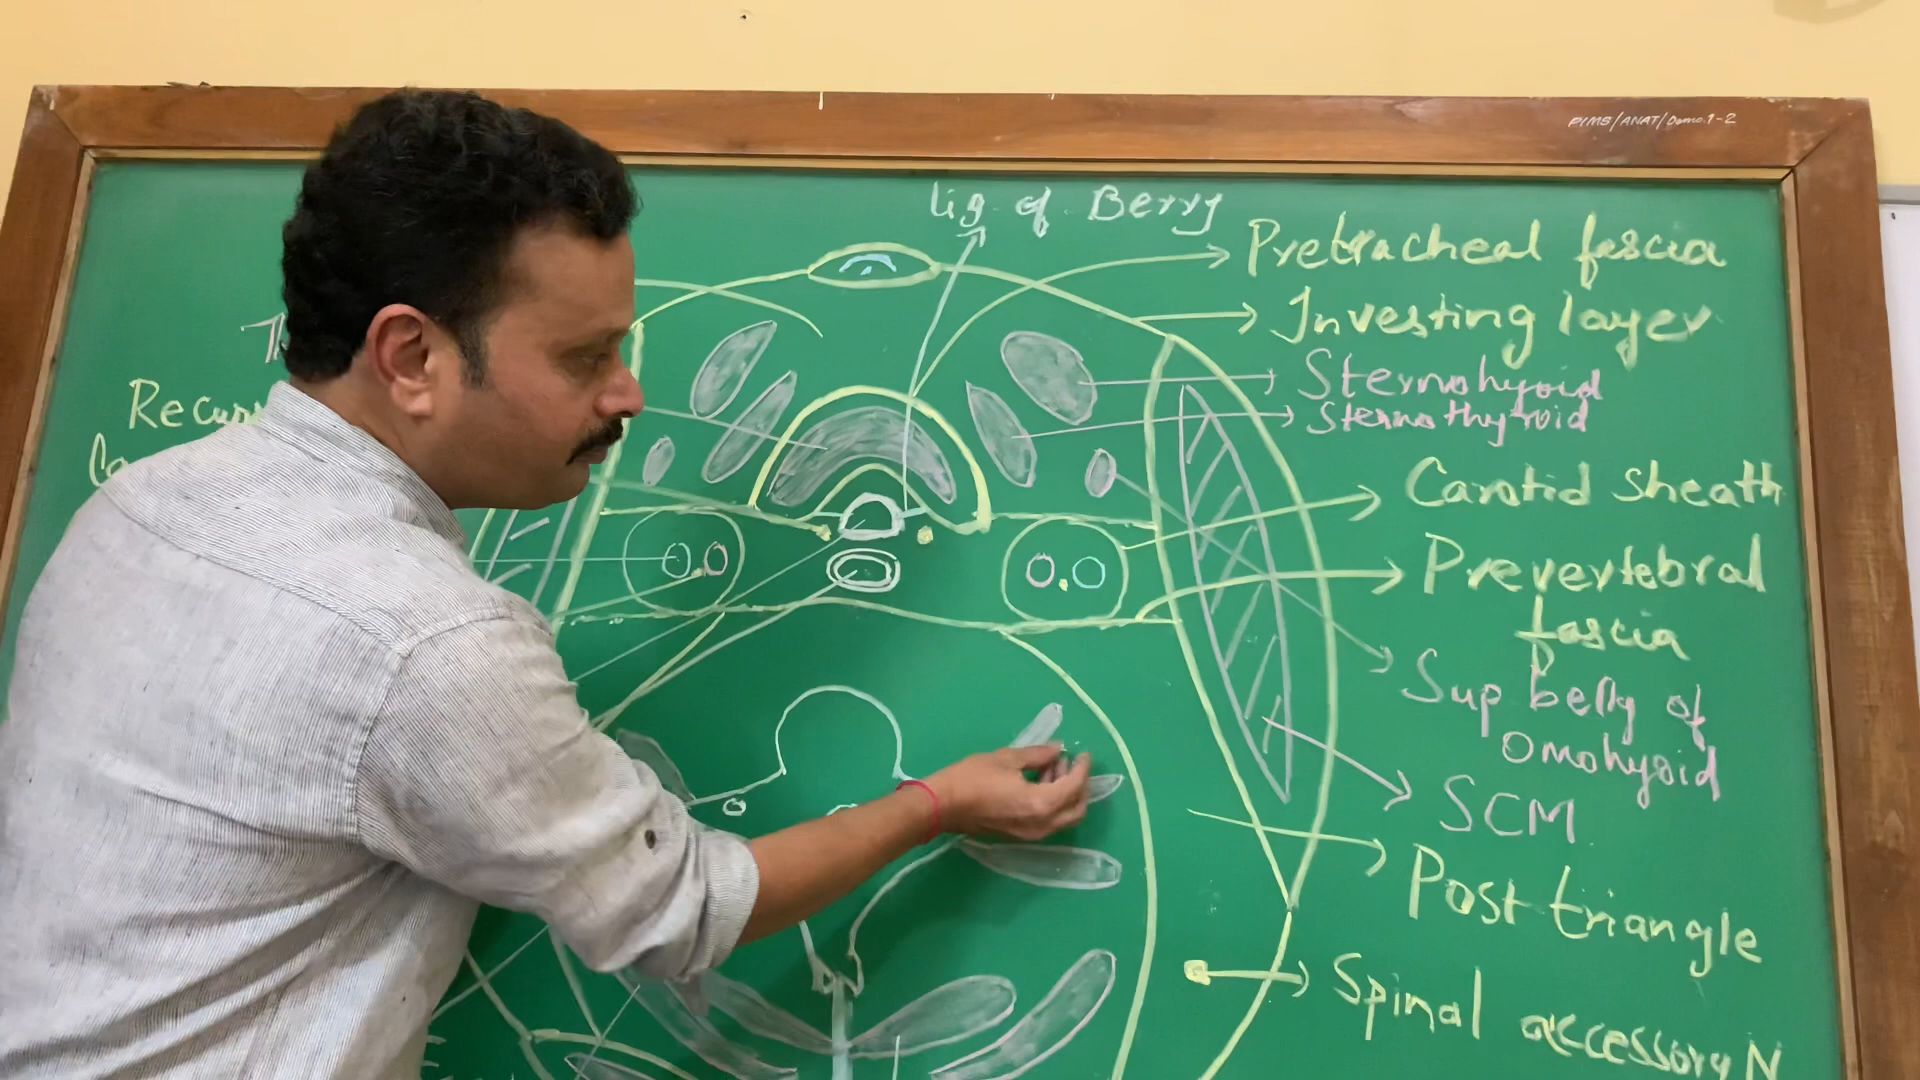 PIMS/ANAT/Demo.1-2
Lig. of. Berry
Pretracheal fascia
Investing layer
Sternohyoid
Sternothyroid
Carotid sheath
Prevertebral
fascia
Sup belly of
Omohyoid
SCM
Post triangle
Spinal accessory N